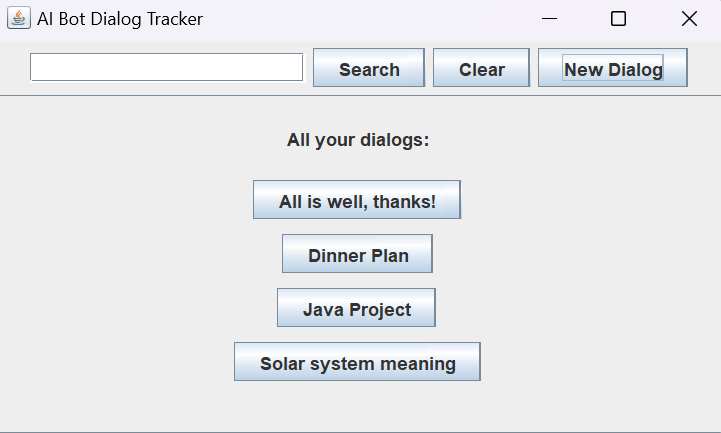 AI Bot Dialog Tracker
Search Clear New Dialog
All your dialogs:
All is well, thanks!
Dinner Plan
Java Project
Solar system meaning